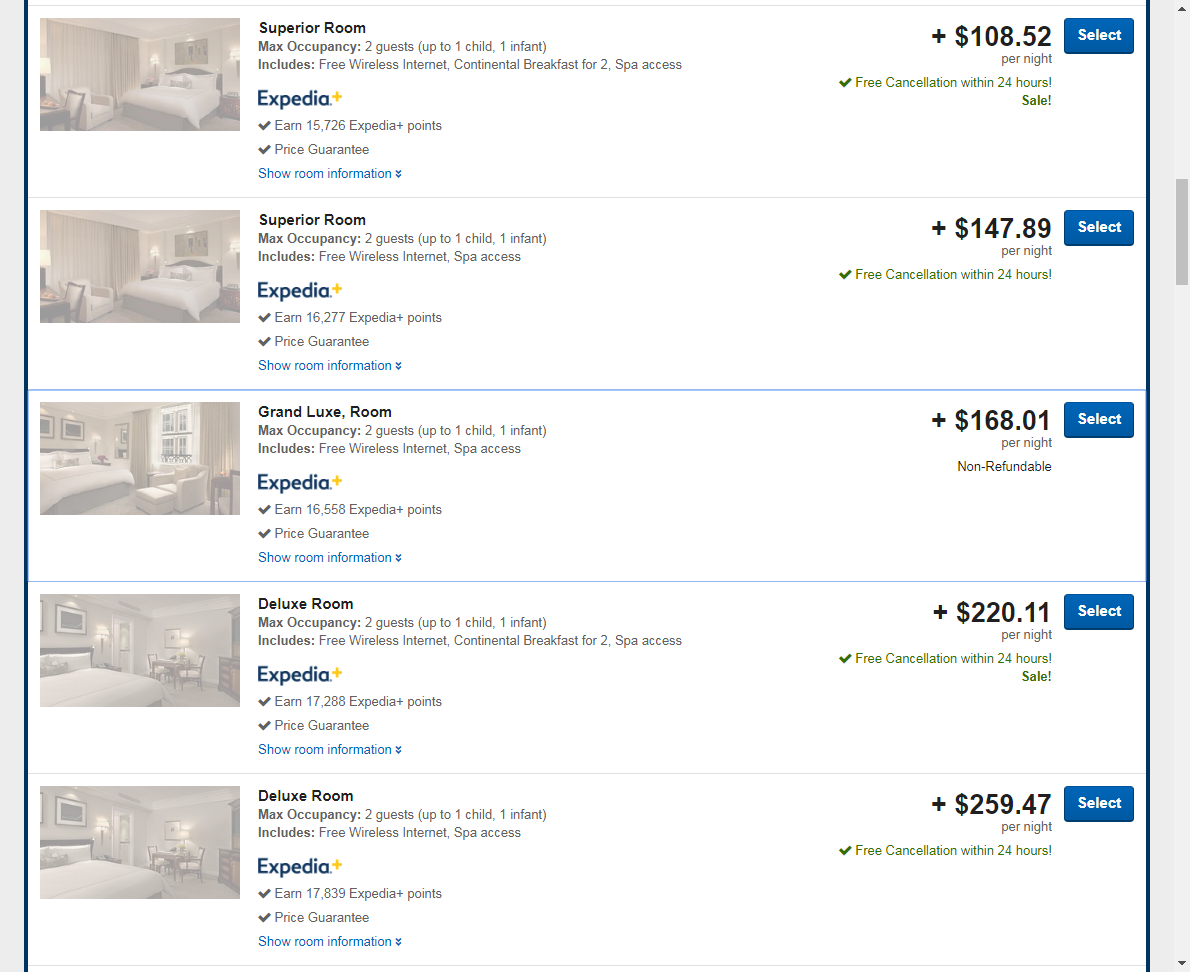 Superior Room
Max Occupancy: 2 guests (up to 1 child, 1 infant)
Includes: Free Wireless Internet, Continental Breakfast for 2, Spa access
Expedia+
Earn 15,726 Expedia+ points
Price Guarantee
Show room information
+ $108.52
per night
Free Cancellation within 24 hours!
Sale!
Select
Superior Room
Max Occupancy: 2 guests (up to 1 child, 1 infant)
Includes: Free Wireless Internet, Spa access
Expedia+
Earn 16,277 Expedia+ points
Price Guarantee
Show room information
+ $147.89
per night
Free Cancellation within 24 hours!
Select
Grand Luxe, Room
Max Occupancy: 2 guests (up to 1 child, 1 infant)
Includes: Free Wireless Internet, Spa access
Expedia+
Earn 16,558 Expedia+ points
Price Guarantee
Show room information
+ $168.01
per night
Non-Refundable
Select
Deluxe Room
Max Occupancy: 2 guests (up to 1 child, 1 infant)
Includes: Free Wireless Internet, Continental Breakfast for 2, Spa access
Expedia+
Earn 17,288 Expedia+ points
Price Guarantee
Show room information
+ $220.11
per night
Free Cancellation within 24 hours!
Sale!
Select
Deluxe Room
Max Occupancy: 2 guests (up to 1 child, 1 infant)
Includes: Free Wireless Internet, Spa access
Expedia+
Earn 17,839 Expedia+ points
Price Guarantee
Show room information
+ $259.47
per night
Free Cancellation within 24 hours!
Select